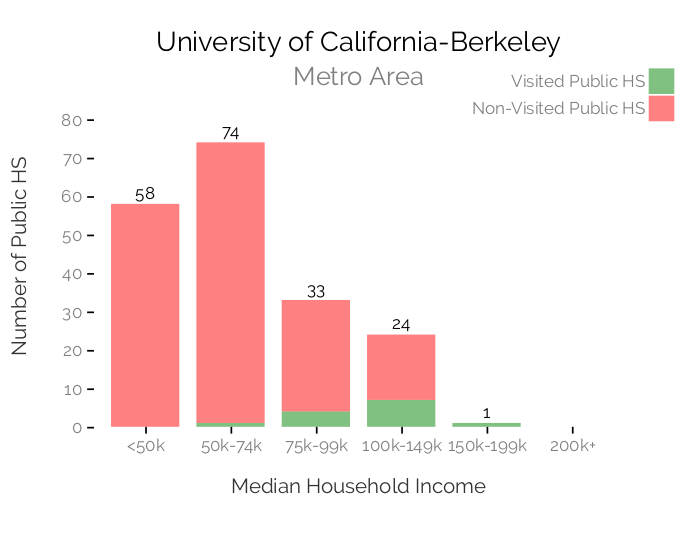 University of California-Berkeley
Metro Area
Visited Public HS
Non-Visited Public HS
Number of Public HS
80
70
60
50
40
30
20
10
0
58
74
33
24
1
<50k
50k-74k
75k-99k
100k-149k
150k-199k
200k+
Median Household Income